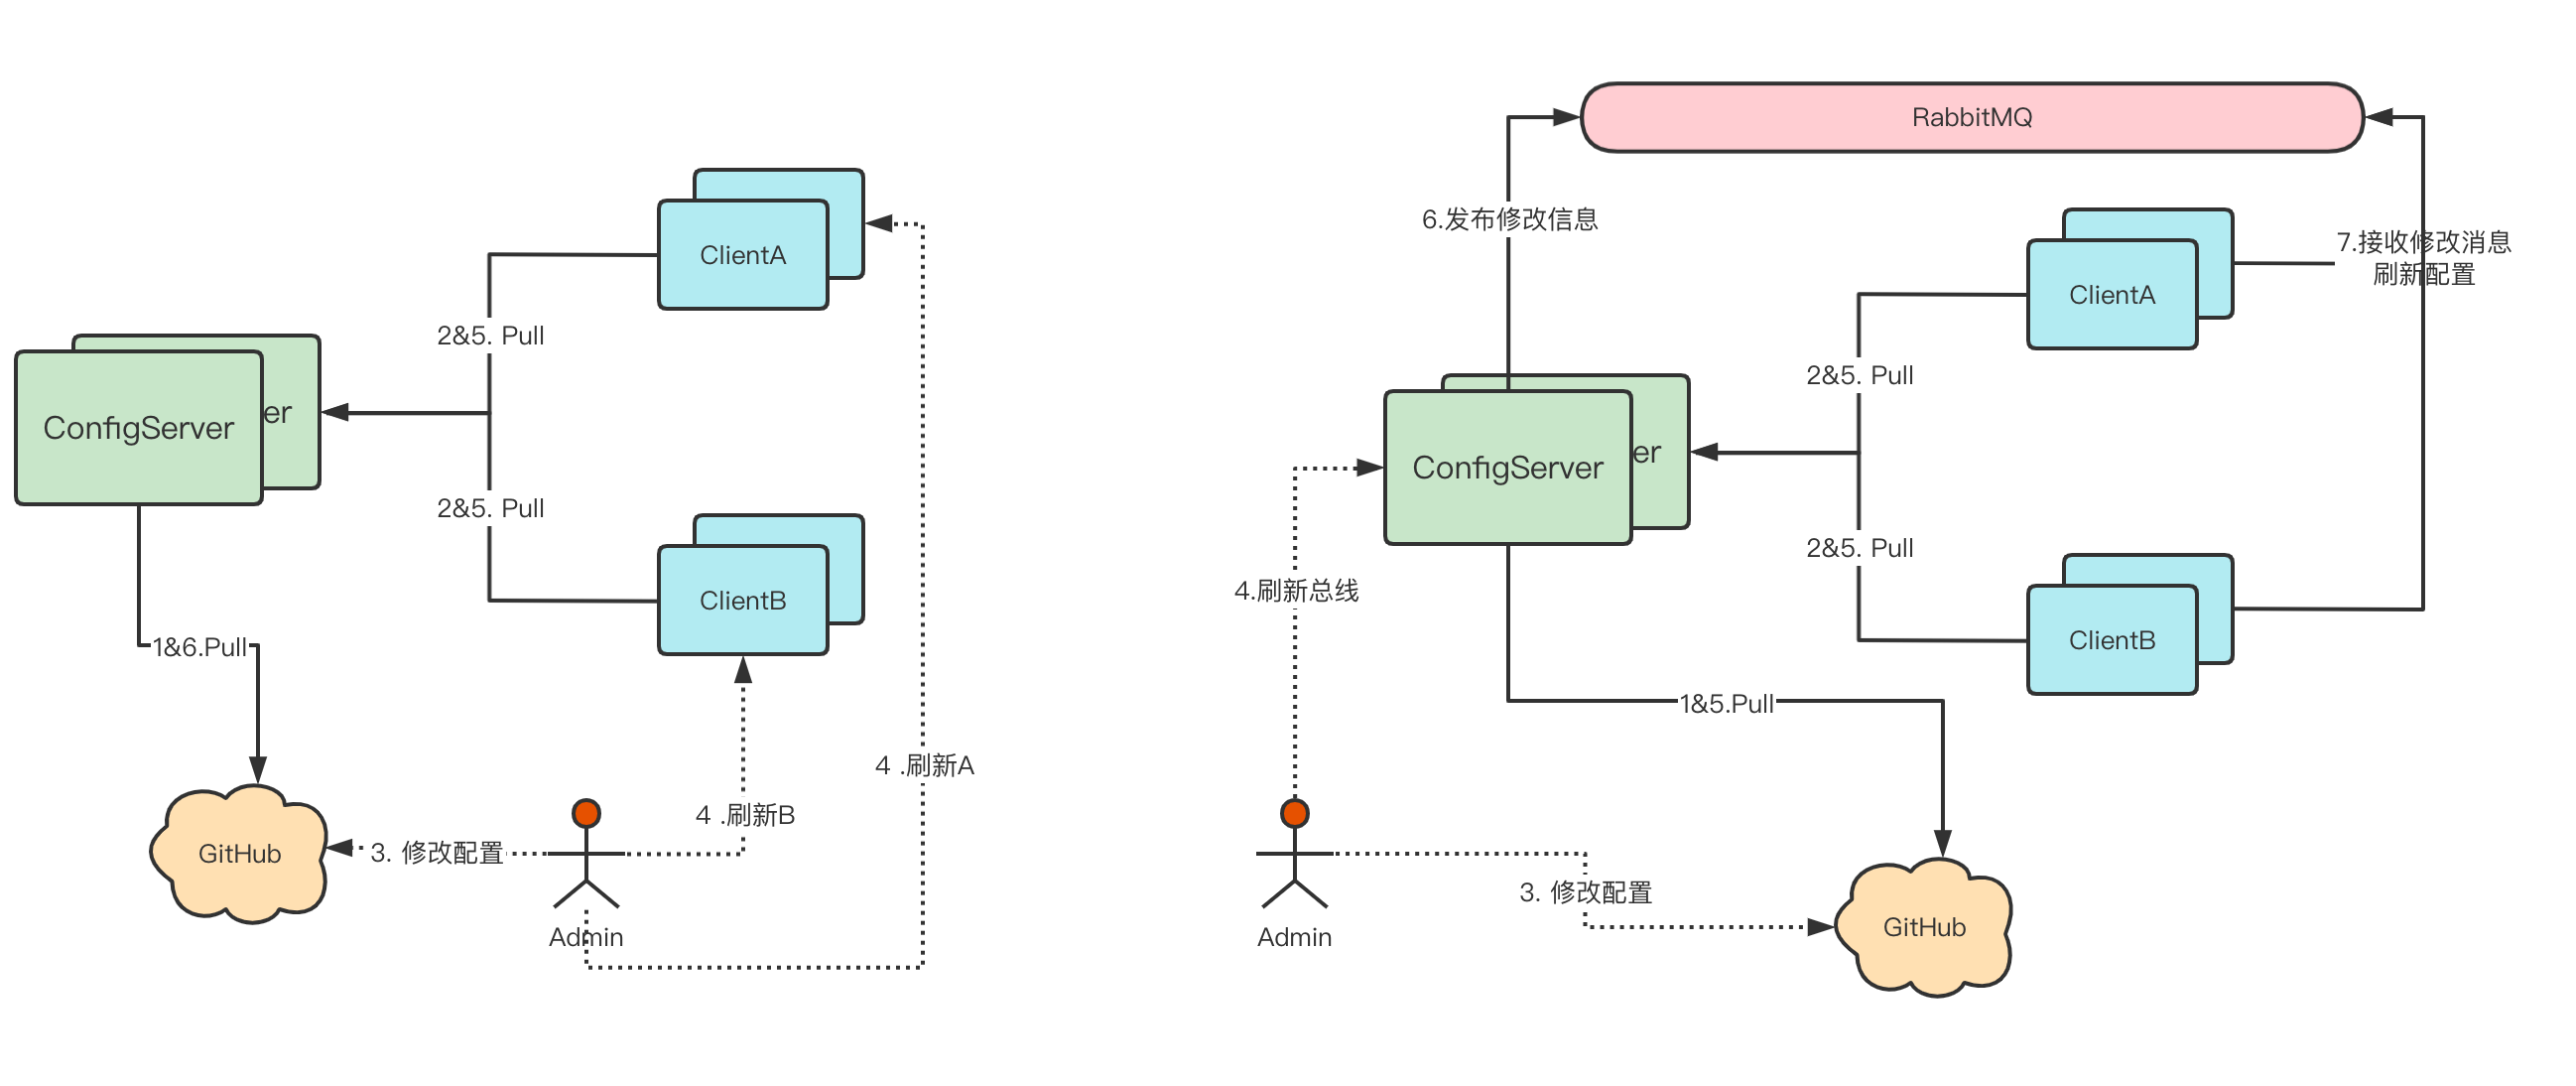 ClientA
2&5. Pull
er
ConfigServer
2&5. Pull
ClientB
1&6.Pull
4 .刷新A
4 .刷新B
GitHub
3. 修改配置
Admin
RabbitMQ
6.发布修改信息
7.接收修改消息
刷新配置
ClientA
2&5. Pull
er
ConfigServer
2&5. Pull
4.刷新总线
ClientB
1&5.Pull
3. 修改配置
GitHub
Admin